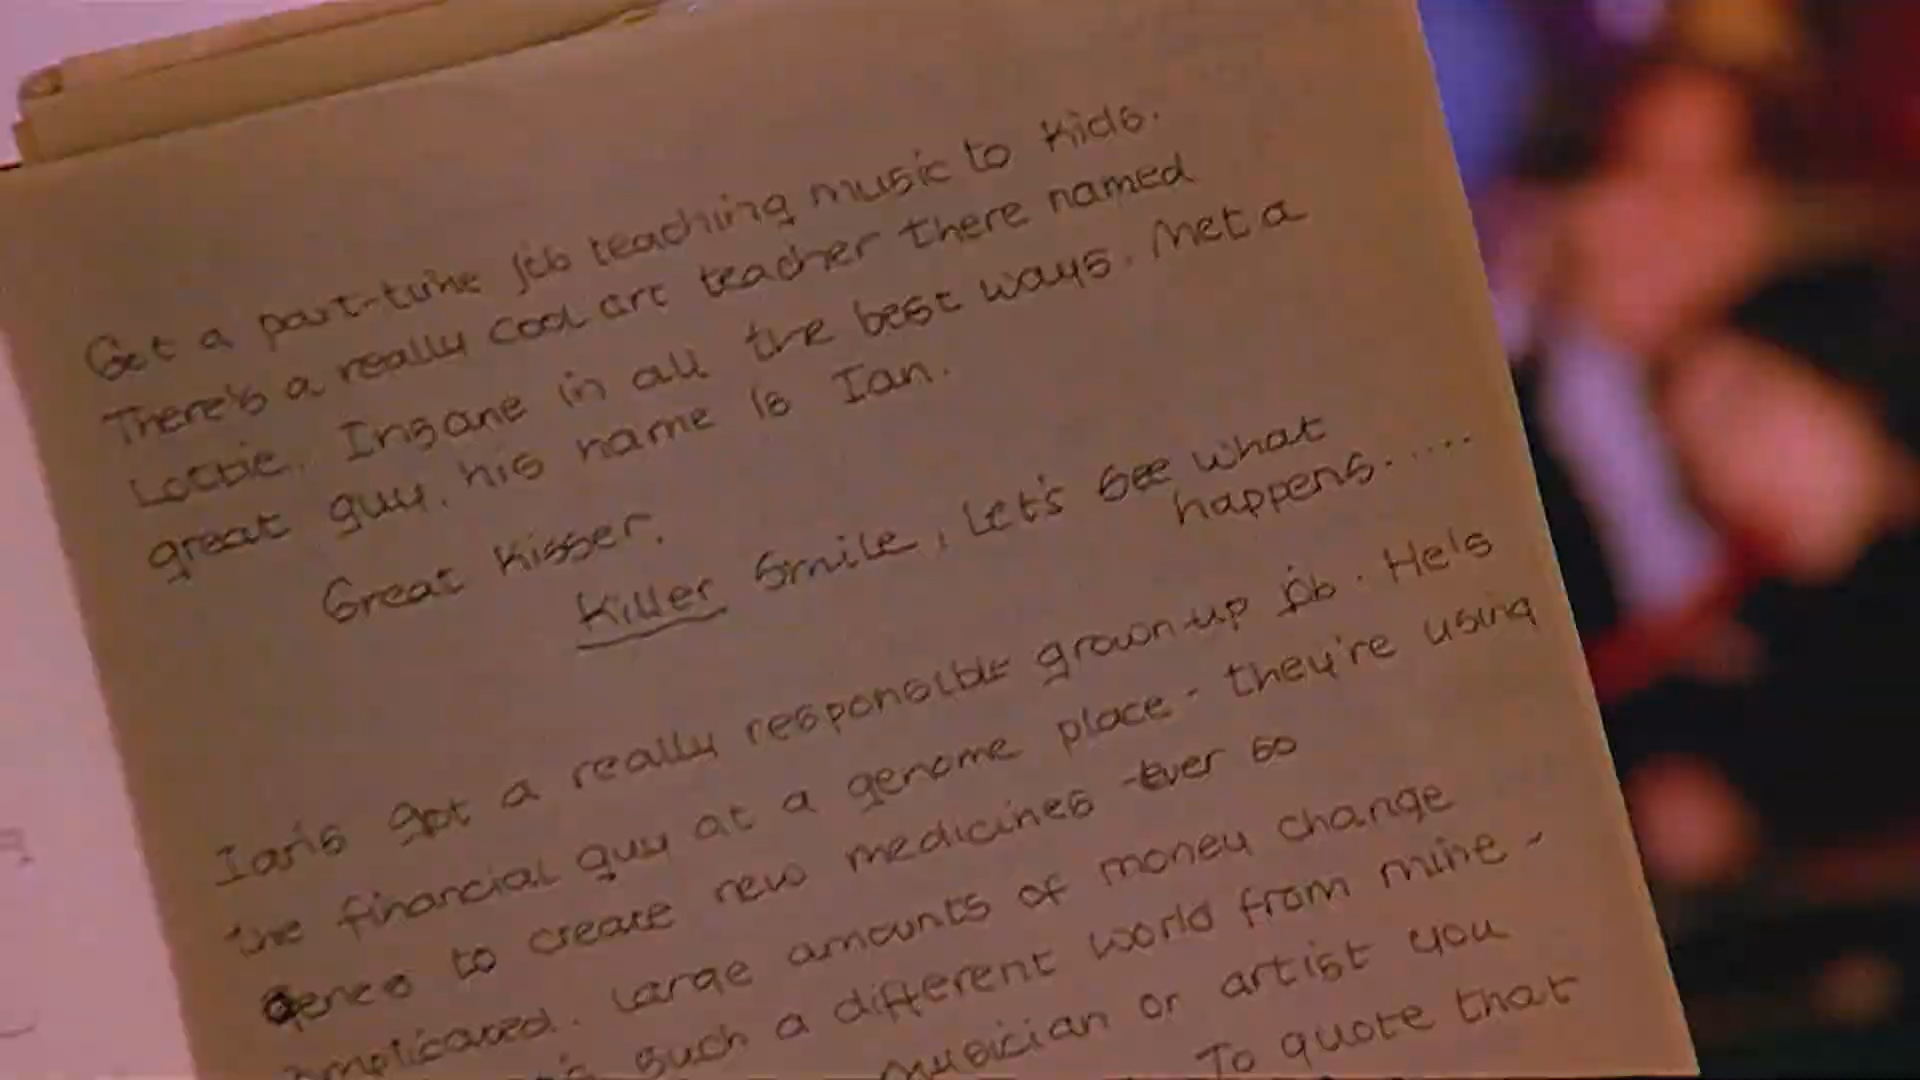 Get a part-time job teaching music to kids.
There's a really cool art teacher there named
Lottie. Insane in all the best ways. Met a
great guy, his name is Ian.
Great kisser.
Killer smile, Let's see what
happens......
Ian's got a really responsible grown-up job. He's
the financial guy at a genome place - they're using
genes to create new medicines - ever so
complicated. Large amounts of money change
such a different world from mine -
musician or artist you
To quote that